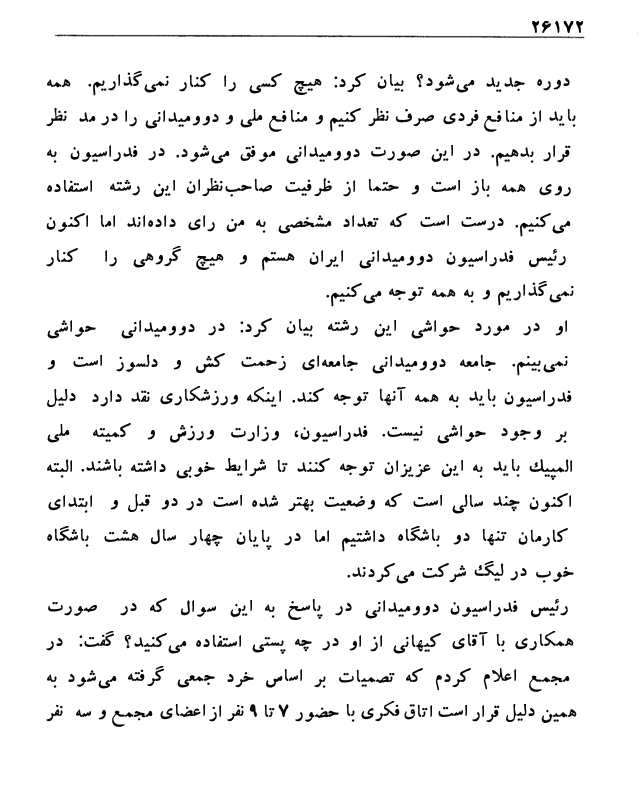 ۲۶۱۷۲
دوره جدید می‌شود؟ بیان کرد: هیچ کسی را کنار نمی‌گذاریم. همه
باید از منافع فردی صرف نظر کنیم و منافع ملی و دوومیدانی را در مد نظر
قرار بدهیم. در این صورت دوومیدانی موفق می‌شود. در فدراسیون به
روی همه باز است و حتما از ظرفیت صاحب‌نظران این رشته استفاده
می‌کنیم. درست است که تعداد مشخصی به من رای داده‌اند اما اکنون
رئیس فدراسیون دوومیدانی ایران هستم و هیچ گروهی را کنار
نمی‌گذاریم و به همه توجه می‌کنیم.
او در مورد حواشی این رشته بیان کرد: در دوومیدانی حواشی
نمی‌بینم. جامعه دوومیدانی جامعه‌ای زحمت کش و دلسوز است و
فدراسیون باید به همه آنها توجه کند. اینکه ورزشکاری نقد دارد دلیل
بر وجود حواشی نیست. فدراسیون، وزارت ورزش و کمیته ملی
المپیك باید به این عزیزان توجه کنند تا شرایط خوبی داشته باشند. البته
اکنون چند سالی است که وضعیت بهتر شده است در دو قبل و ابتدای
کارمان تنها دو باشگاه داشتیم اما در پایان چهار سال هشت باشگاه
خوب در لیگ شرکت می‌کردند.
رئیس فدراسیون دوومیدانی در پاسخ به این سوال که در صورت
همکاری با آقای کیهانی از او در چه پستی استفاده می‌کنید؟ گفت: در
مجمع اعلام کردم که تصمیات بر اساس خرد جمعی گرفته می‌شود به
همین دلیل قرار است اتاق فکری با حضور ۷ تا ۹ نفر از اعضای مجمع و سه نفر